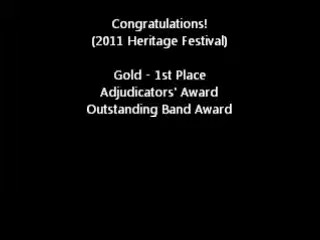 Congratulations!
(2011 Heritage Festival)
Gold - 1st Place
Adjudicators' Award
Outstanding Band Award